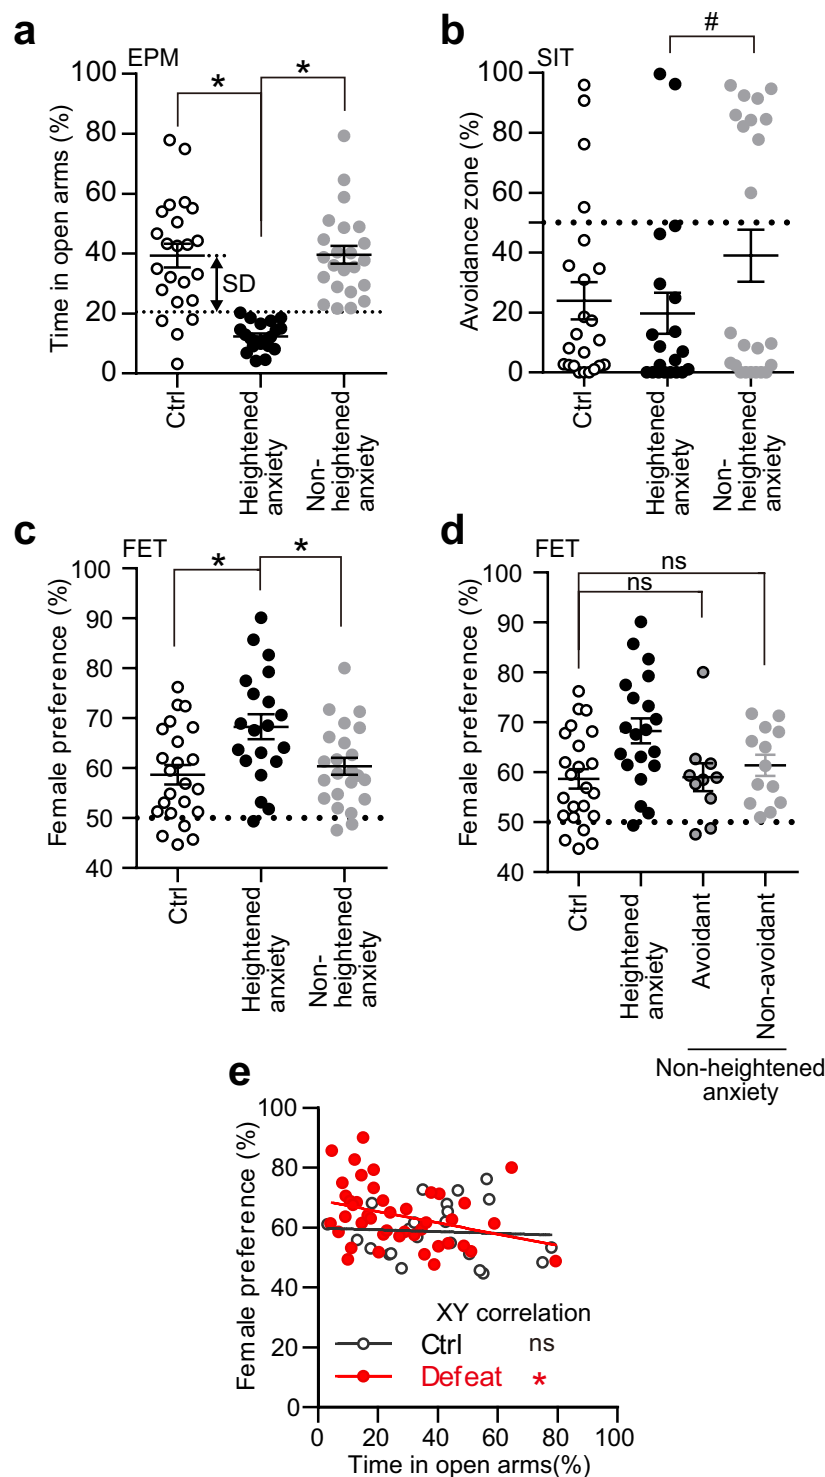 a
EPM
*
*
Time in open arms (%)
100
80
60
40
20
0
SD
Ctrl
Heightened
anxiety
Non-
heightened
anxiety
b
SIT
#
Avoidance zone (%)
100
80
60
40
20
0
Ctrl
Heightened
anxiety
Non-
heightened
anxiety
c
FET
*
*
Female preference (%)
100
90
80
70
60
50
40
Ctrl
Heightened
anxiety
Non-
heightened
anxiety
d
FET
ns
ns
Female preference (%)
100
90
80
70
60
50
40
Ctrl
Heightened
anxiety
Avoidant
Non-avoidant
Non-heightened
anxiety
e
Female preference (%)
100
80
60
40
20
0
XY correlation
Ctrl ns
Defeat *
0 20 40 60 80 100
Time in open arms(%)